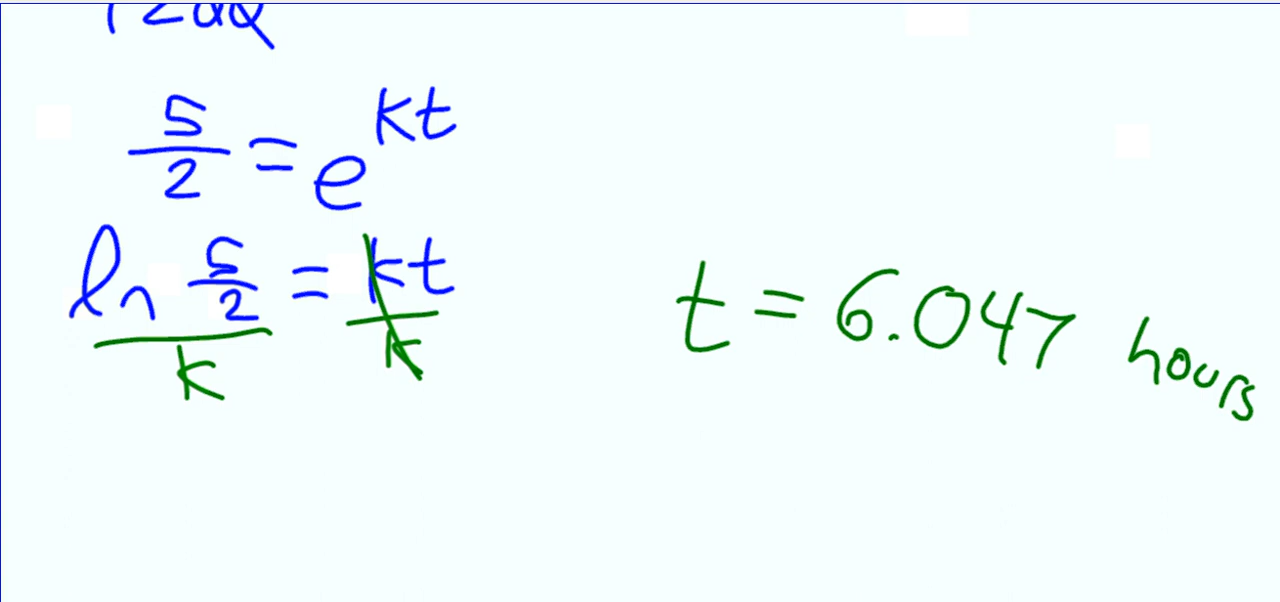 5/2 = e^kt
ln 5/2 = kt
k k
t = 6.047 hours